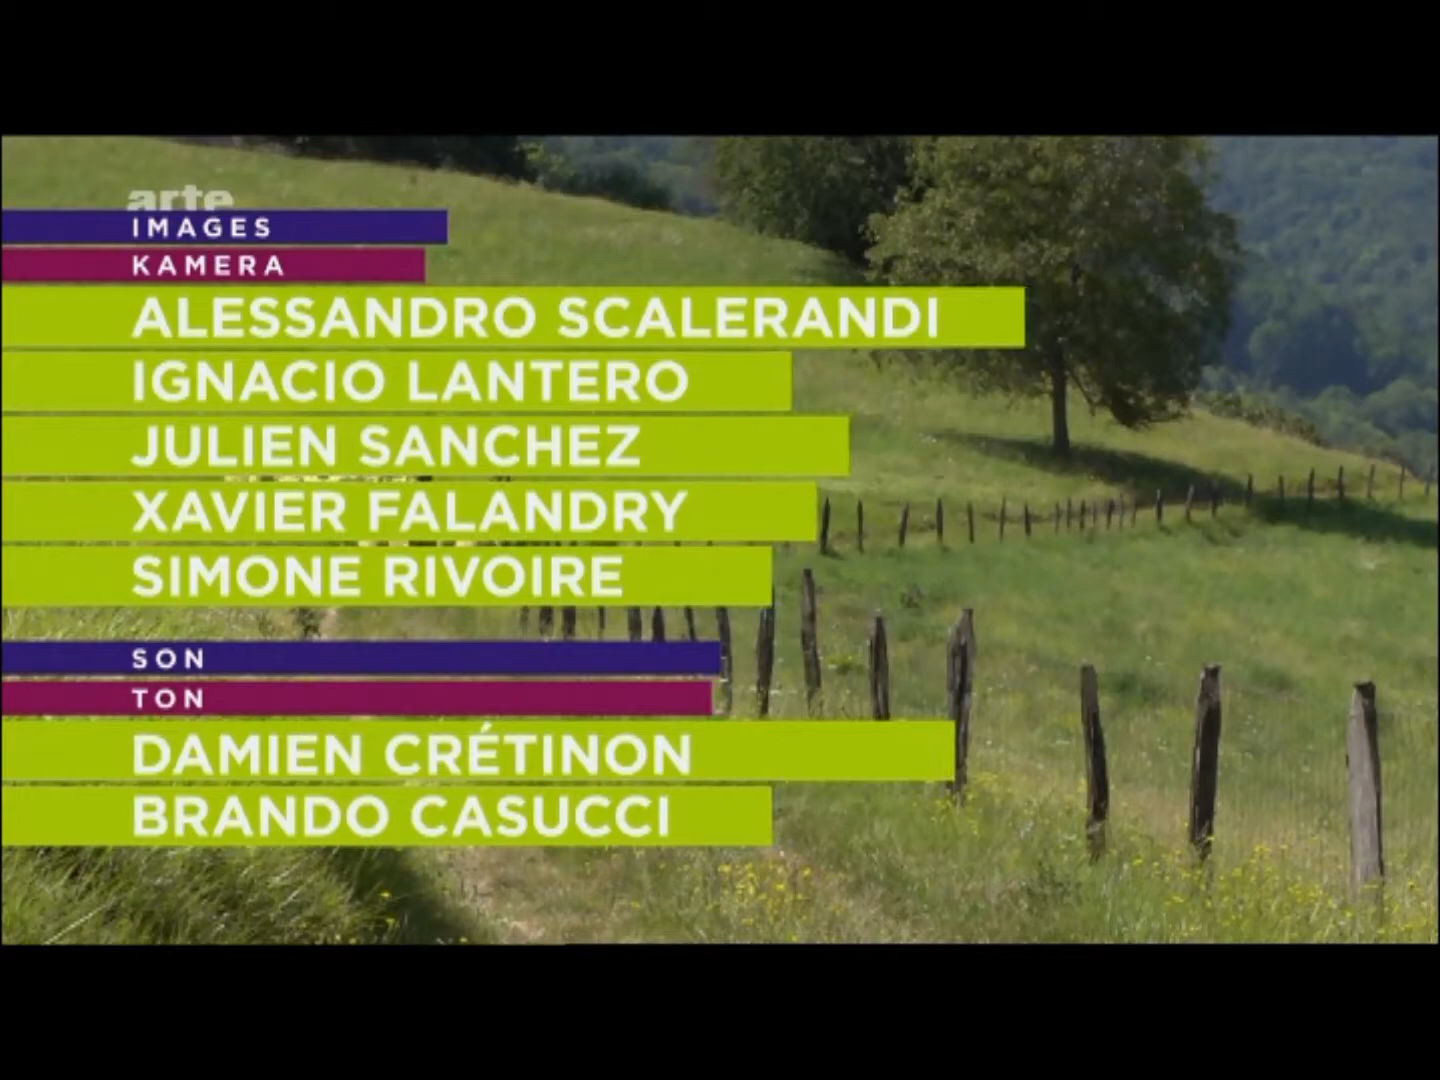 arte
IMAGES
KAMERA
ALESSANDRO SCALERANDI
IGNACIO LANTERO
JULIEN SANCHEZ
XAVIER FALANDRY
SIMONE RIVOIRE
SON
TON
DAMIEN CRÉTINON
BRANDO CASUCCI